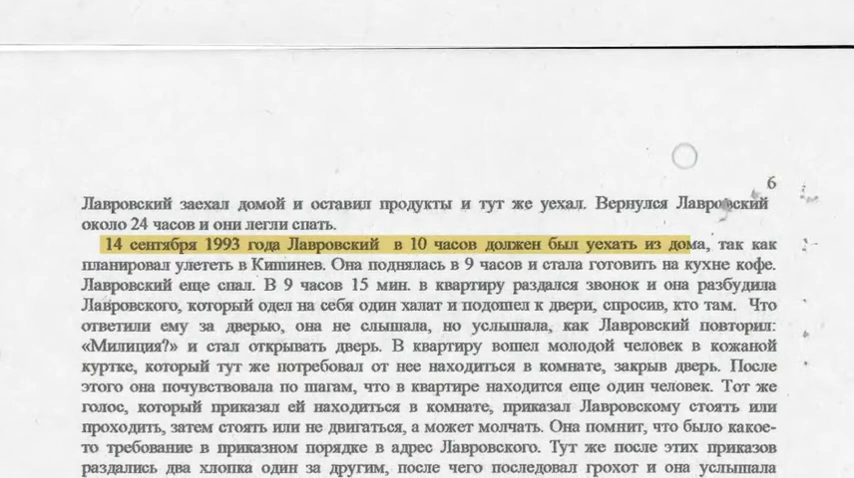 6
Лавровский заехал домой и оставил продукты и тут же уехал. Вернулся Лавровский
около 24 часов и они легли спать.
14 сентября 1993 года Лавровский в 10 часов должен был уехать из дома, так как
планировал улететь в Кишинев. Она поднялась в 9 часов и стала готовить на кухне кофе.
Лавровский еще спал. В 9 часов 15 мин. в квартиру раздался звонок и она разбудила
Лавровского, который одел на себя один халат и подошел к двери, спросив, кто там. Что
ответили ему за дверью, она не слышала, но услышала, как Лавровский повторил:
«Милиция?» и стал открывать дверь. В квартиру вошел молодой человек в кожаной
куртке, который тут же потребовал от нее находиться в комнате, закрыв дверь. После
этого она почувствовала по шагам, что в квартире находится еще один человек. Тот же
голос, который приказал ей находиться в комнате, приказал Лавровскому стоять или
проходить, затем стоять или не двигаться, а может молчать. Она помнит, что было какое-
то требование в приказном порядке в адрес Лавровского. Тут же после этих приказов
раздались два хлопка один за другим, после чего последовал грохот и она услышала